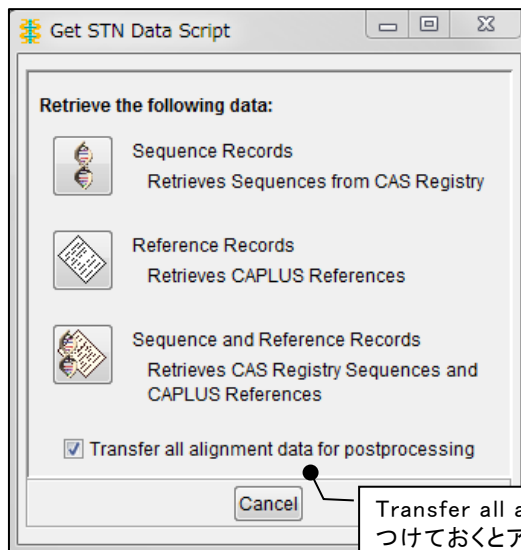 Get STN Data Script
Retrieve the following data:
Sequence Records
Retrieves Sequences from CAS Registry
Reference Records
Retrieves CAPLUS References
Sequence and Reference Records
Retrieves CAS Registry Sequences and
CAPLUS References
Transfer all alignment data for postprocessing
Cancel
Transfer all a
つけておくとア